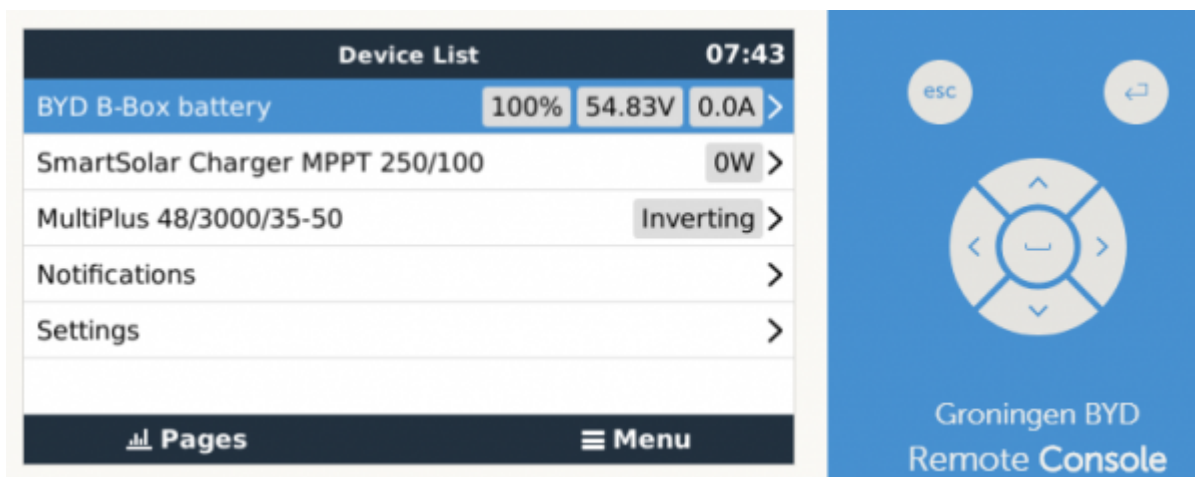 Device List 07:43
BYD B-Box battery 100% 54.83V 0.0A
SmartSolar Charger MPPT 250/100 0W
MultiPlus 48/3000/35-50 Inverting
Notifications
Settings
Pages Menu
esc
Groningen BYD
Remote Console